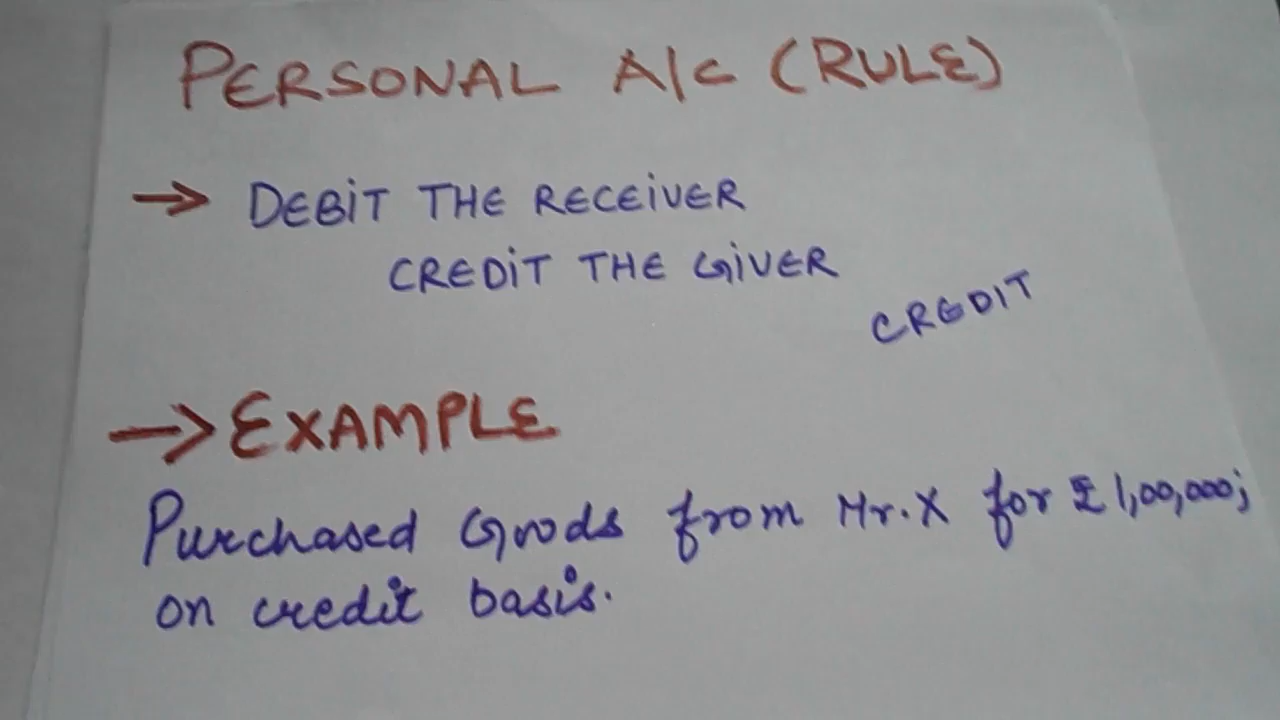 PERSONAL A/C (RULE)
→ DEBIT THE RECEIVER
CREDIT THE GIVER
CREDIT
→ EXAMPLE
Purchased Goods from Mr. X for ₹ 1,00,000;
on credit basis.